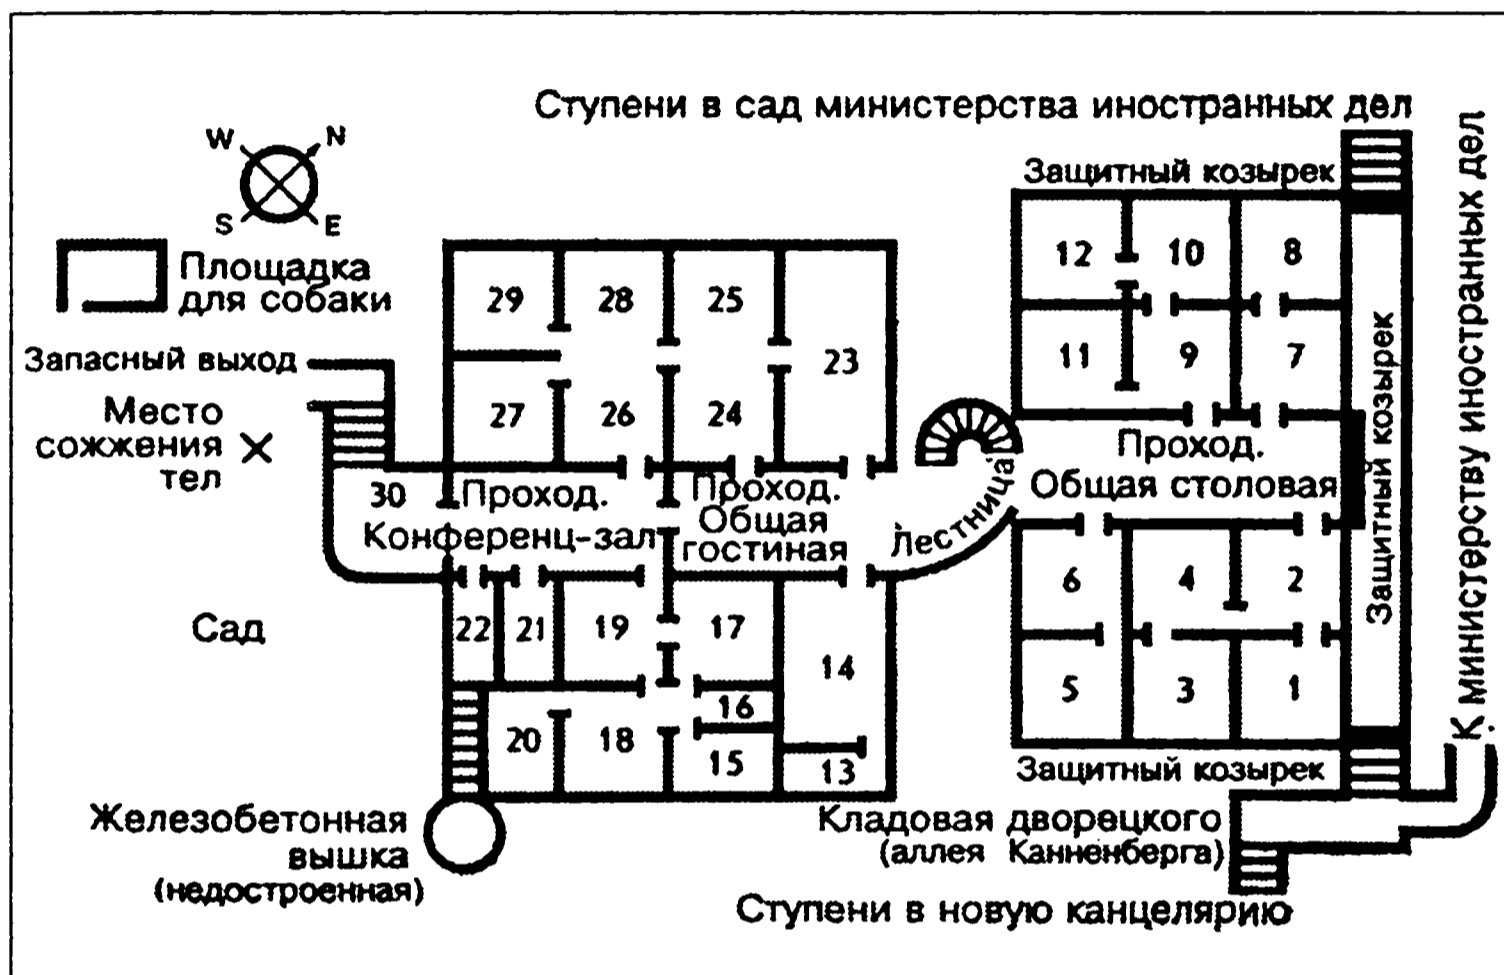 Ступени в сад министерства иностранных дел
К министерству иностранных дел
Защитный козырек
W
N
S
E
Площадка
для собаки
12
10
8
29
28
25
23
11
9
7
Запасный выход
Место
сожжения
тел
27
26
24
Защитный козырек
Проход.
Общая столовая
30
Проход.
Конференц-зал
Проход.
Общая
гостиная
Лестница
6
4
2
Сад
22
21
19
17
14
5
3
1
16
20
18
15
13
Защитный козырек
Железобетонная
вышка
(недостроенная)
Кладовая дворецкого
(аллея Канненберга)
Ступени в новую канцелярию